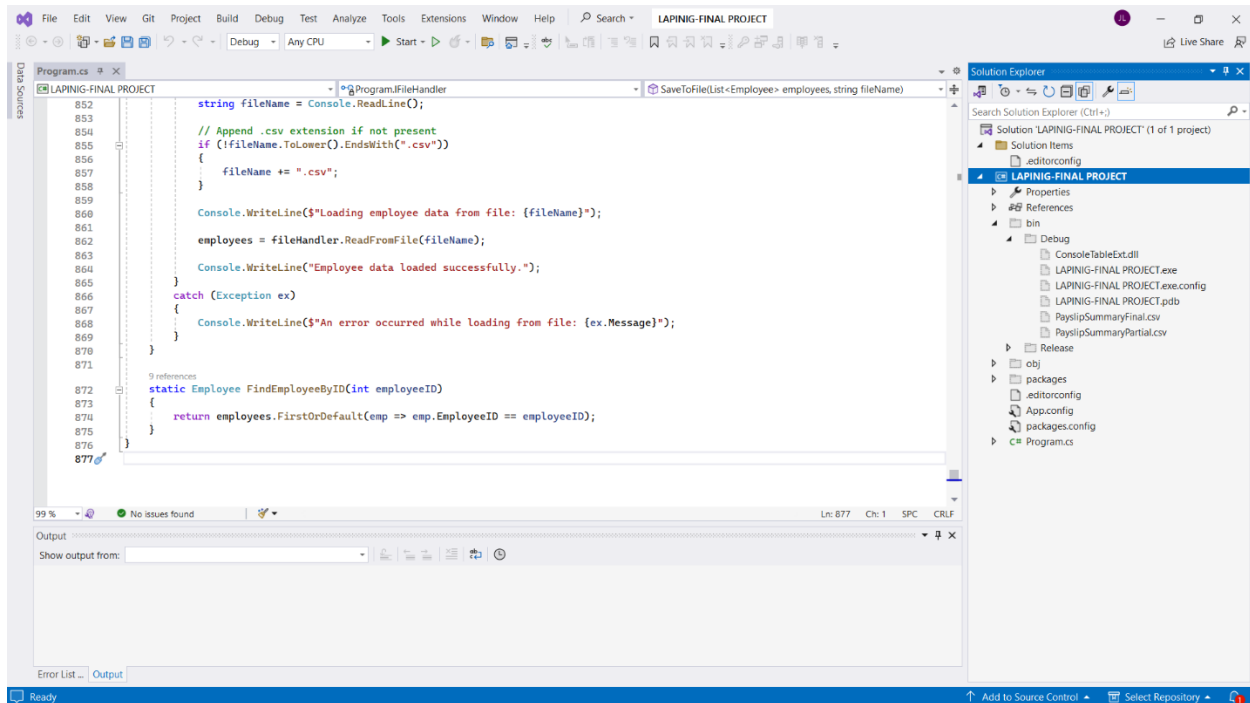 File Edit View Git Project Build Debug Test Analyze Tools Extensions Window Help Search LAPINIG-FINAL PROJECT JL
Debug Any CPU Start Live Share
Data Sources
Program.cs
LAPINIG-FINAL PROJECT Program.IFileHandler SaveToFile(List<Employee> employees, string fileName)
852 string fileName = Console.ReadLine();
853
854 // Append .csv extension if not present
855 if (!fileName.ToLower().EndsWith(".csv"))
856 {
857 fileName += ".csv";
858 }
859
860 Console.WriteLine($"Loading employee data from file: {fileName}");
861
862 employees = fileHandler.ReadFromFile(fileName);
863
864 Console.WriteLine("Employee data loaded successfully.");
865 }
866 catch (Exception ex)
867 {
868 Console.WriteLine($"An error occurred while loading from file: {ex.Message}");
869 }
870 }
871
9 references
872 static Employee FindEmployeeByID(int employeeID)
873 {
874 return employees.FirstOrDefault(emp => emp.EmployeeID == employeeID);
875 }
876 }
877
99 % No issues found Ln: 877 Ch: 1 SPC CRLF
Output
Show output from:
Error List ... Output
Solution Explorer
Search Solution Explorer (Ctrl+;)
Solution 'LAPINIG-FINAL PROJECT' (1 of 1 project)
Solution Items
.editorconfig
LAPINIG-FINAL PROJECT
Properties
References
bin
Debug
ConsoleTableExt.dll
LAPINIG-FINAL PROJECT.exe
LAPINIG-FINAL PROJECT.exe.config
LAPINIG-FINAL PROJECT.pdb
PayslipSummaryFinal.csv
PayslipSummaryPartial.csv
Release
obj
packages
.editorconfig
App.config
packages.config
C# Program.cs
Ready Add to Source Control Select Repository